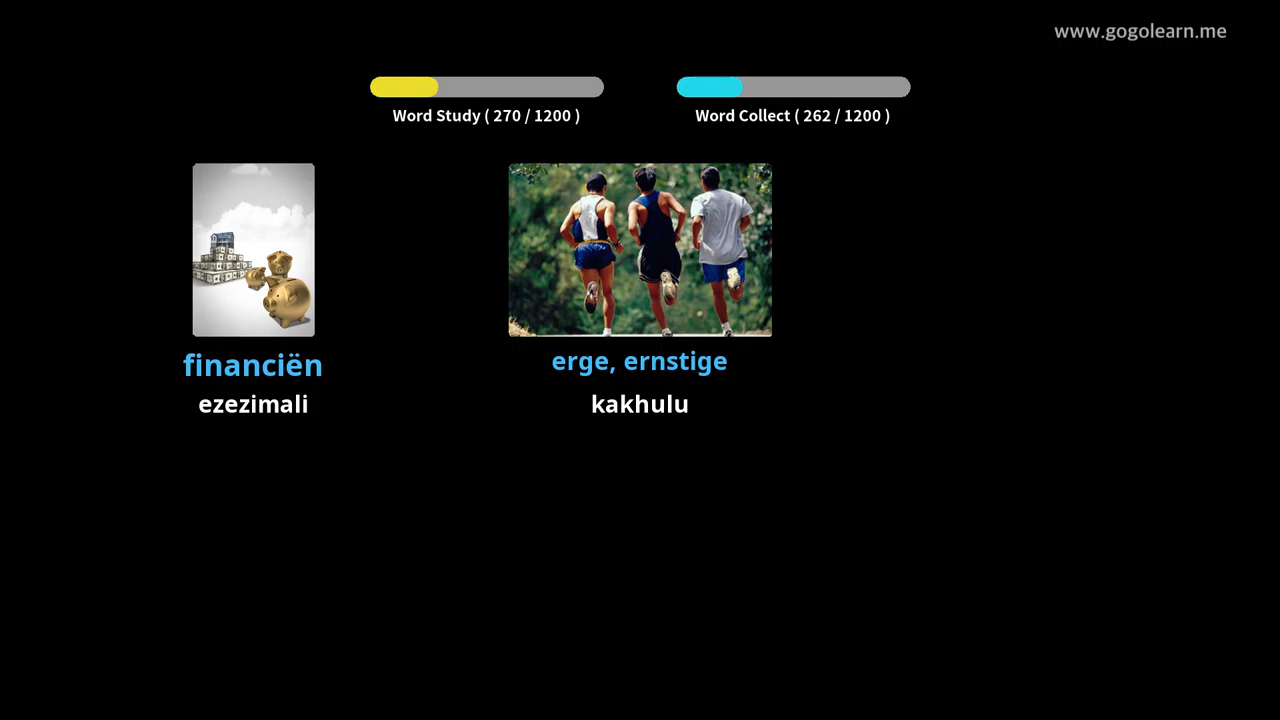 www.gogolearn.me
Word Study ( 270 / 1200 )
Word Collect ( 262 / 1200 )
financiën
ezezimali
erge, ernstige
kakhulu